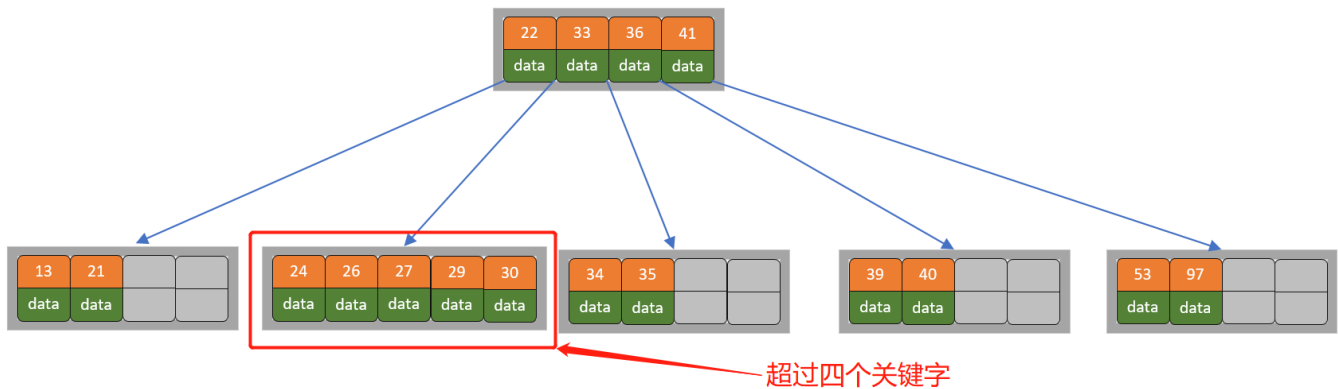 22 33 36 41
data data data data
13 21
data data
24 26 27 29 30
data data data data data
34 35
data data
39 40
data data
53 97
data data
超过四个关键字